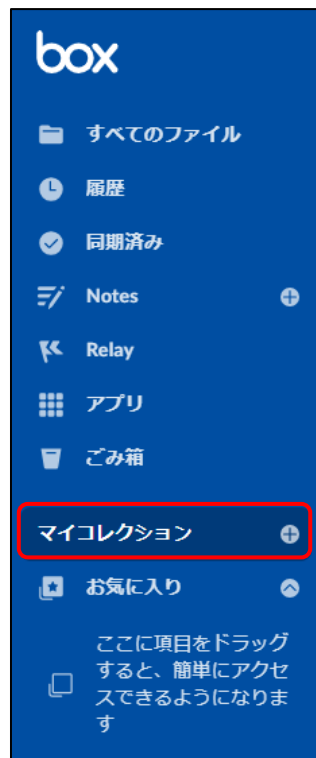 box
すべてのファイル
履歴
同期済み
Notes
Relay
アプリ
ごみ箱
マイコレクション
お気に入り
ここに項目をドラッグ
すると、簡単にアクセ
スできるようになりま
す